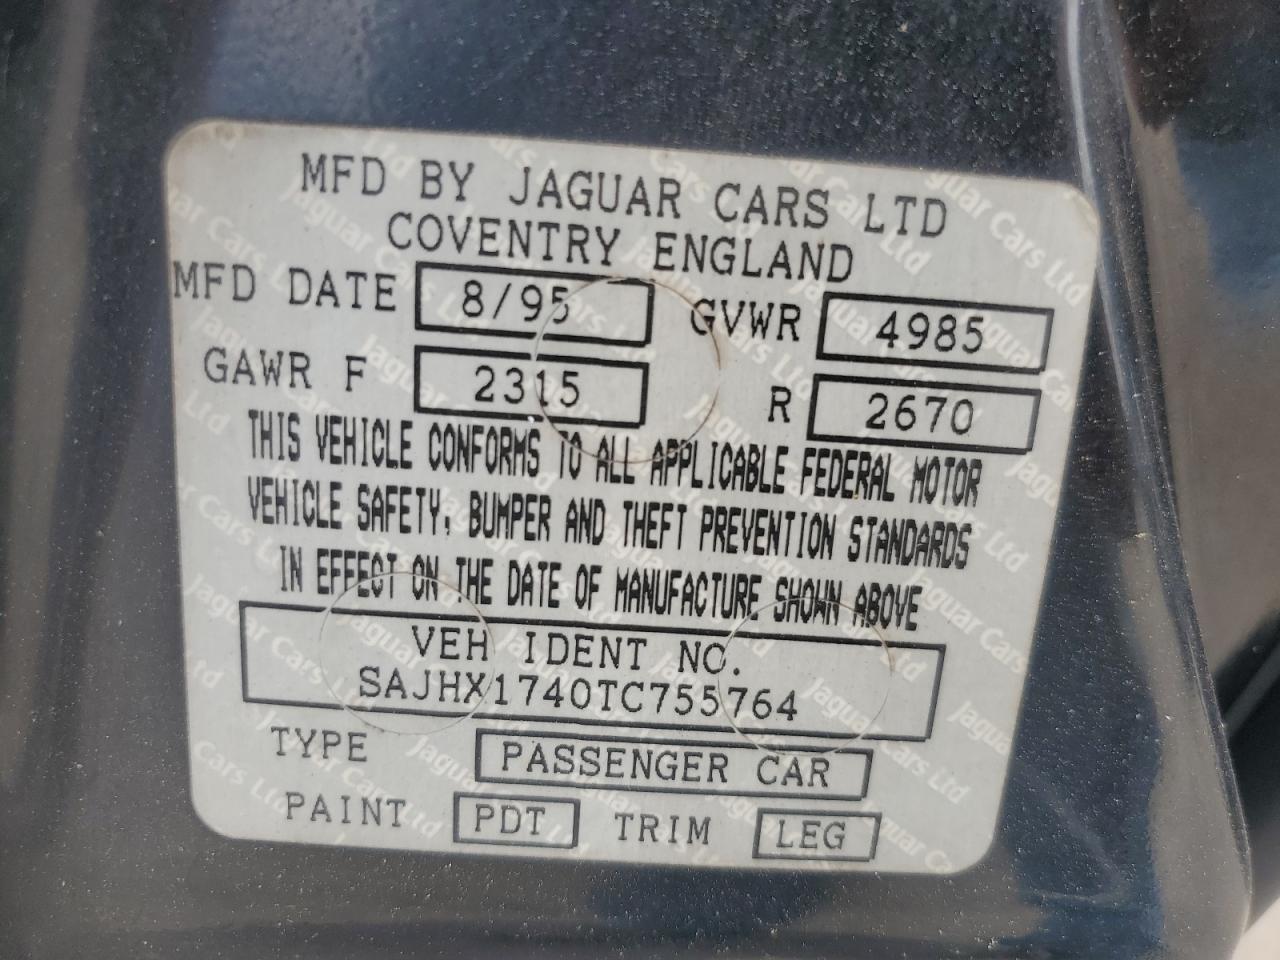 MFD BY JAGUAR CARS LTD
COVENTRY ENGLAND
MFD DATE 8/95 GVWR 4985
GAWR F 2315 R 2670
THIS VEHICLE CONFORMS TO ALL APPLICABLE FEDERAL MOTOR
VEHICLE SAFETY, BUMPER AND THEFT PREVENTION STANDARDS
IN EFFECT ON THE DATE OF MANUFACTURE SHOWN ABOVE
VEH IDENT NO.
SAJHX1740TC755764
TYPE PASSENGER CAR
PAINT PDT TRIM LEG